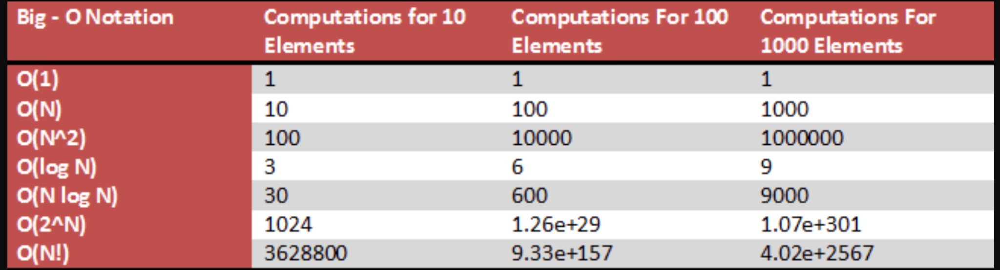 Big - O Notation Computations for 10 Elements Computations For 100 Elements Computations For 1000 Elements
O(1) 1 1 1
O(N) 10 100 1000
O(N^2) 100 10000 1000000
O(log N) 3 6 9
O(N log N) 30 600 9000
O(2^N) 1024 1.26e+29 1.07e+301
O(N!) 3628800 9.33e+157 4.02e+2567